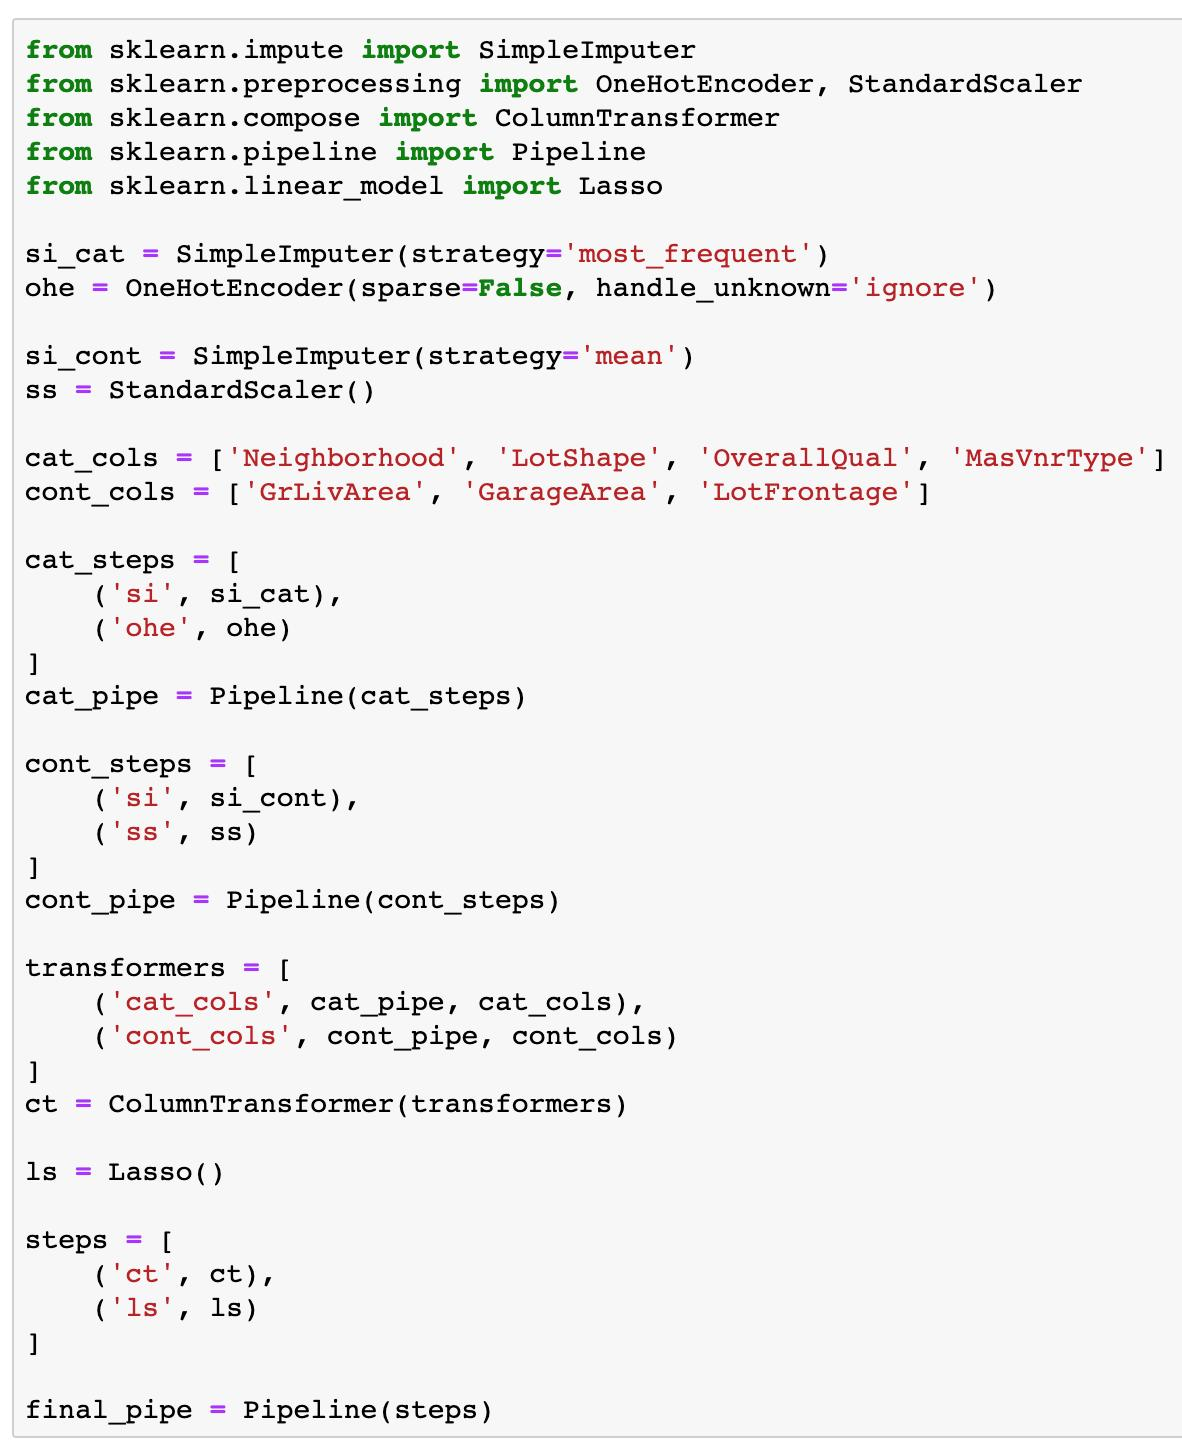 from sklearn.impute import SimpleImputer
from sklearn.preprocessing import OneHotEncoder, StandardScaler
from sklearn.compose import ColumnTransformer
from sklearn.pipeline import Pipeline
from sklearn.linear_model import Lasso

si_cat = SimpleImputer(strategy='most_frequent')
ohe = OneHotEncoder(sparse=False, handle_unknown='ignore')

si_cont = SimpleImputer(strategy='mean')
ss = StandardScaler()

cat_cols = ['Neighborhood', 'LotShape', 'OverallQual', 'MasVnrType']
cont_cols = ['GrLivArea', 'GarageArea', 'LotFrontage']

cat_steps = [
    ('si', si_cat),
    ('ohe', ohe)
]
cat_pipe = Pipeline(cat_steps)

cont_steps = [
    ('si', si_cont),
    ('ss', ss)
]
cont_pipe = Pipeline(cont_steps)

transformers = [
    ('cat_cols', cat_pipe, cat_cols),
    ('cont_cols', cont_pipe, cont_cols)
]
ct = ColumnTransformer(transformers)

ls = Lasso()

steps = [
    ('ct', ct),
    ('ls', ls)
]

final_pipe = Pipeline(steps)